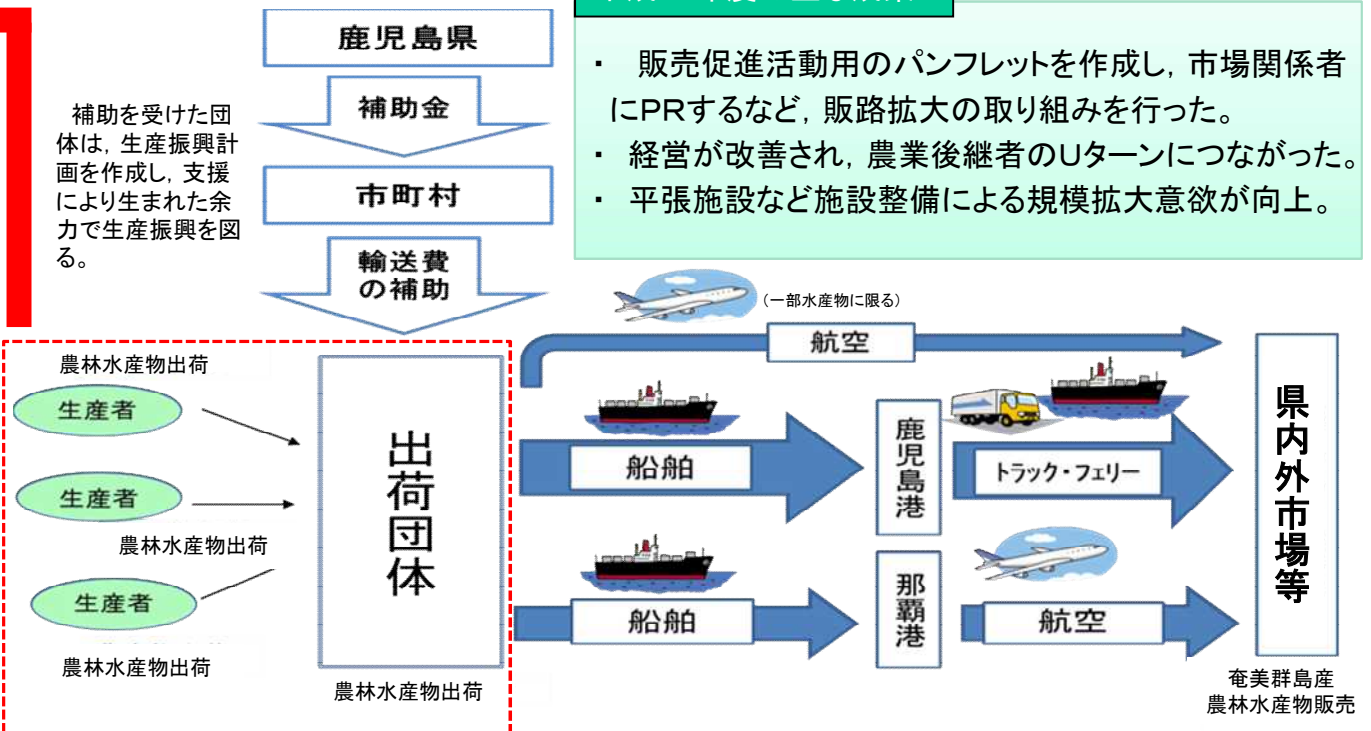 鹿児島県
補助金
市町村
輸送費
の補助
補助を受けた団
体は，生産振興計
画を作成し，支援
により生まれた余
力で生産振興を図
る。
・　販売促進活動用のパンフレットを作成し，市場関係者
にPRするなど，販路拡大の取り組みを行った。
・ 経営が改善され，農業後継者のUターンにつながった。
・ 平張施設など施設整備による規模拡大意欲が向上。
（一部水産物に限る）
航空
農林水産物出荷
生産者
生産者
農林水産物出荷
生産者
農林水産物出荷
出荷団体
農林水産物出荷
船舶
鹿児島港
トラック・フェリー
船舶
那覇港
航空
県内外市場等
奄美群島産
農林水産物販売